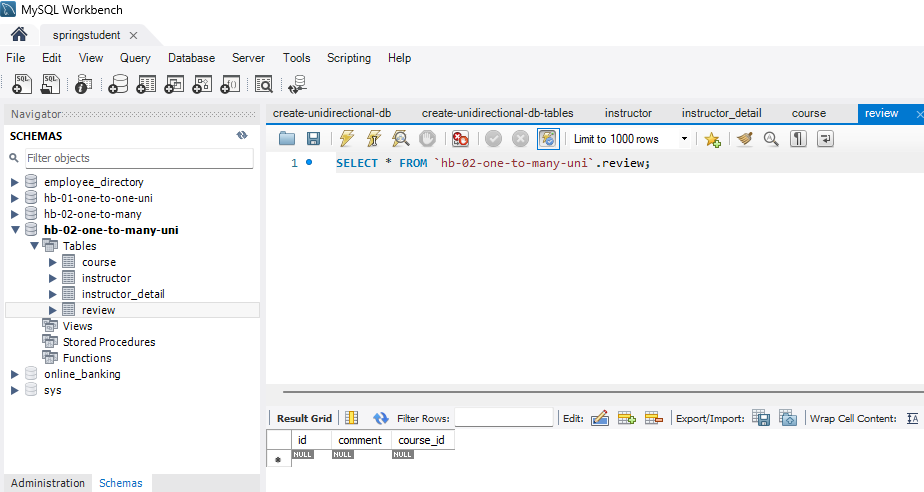 MySQL Workbench
springstudent
File Edit View Query Database Server Tools Scripting Help
Navigator
SCHEMAS
Filter objects
employee_directory
hb-01-one-to-one-uni
hb-02-one-to-many
hb-02-one-to-many-uni
Tables
course
instructor
instructor_detail
review
Views
Stored Procedures
Functions
online_banking
sys
Administration Schemas
create-unidirectional-db create-unidirectional-db-tables instructor instructor_detail course review
Limit to 1000 rows
1 SELECT * FROM `hb-02-one-to-many-uni`.review;
Result Grid Filter Rows: Edit: Export/Import: Wrap Cell Content:
id comment course_id
NULL NULL NULL